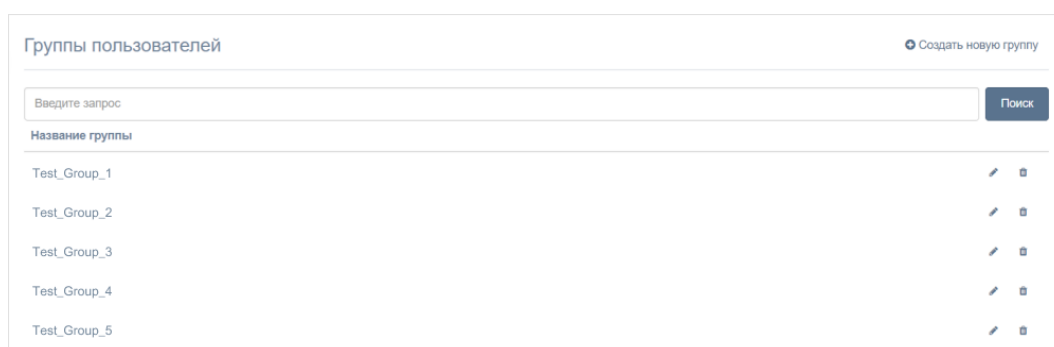 Группы пользователей
Создать новую группу
Введите запрос
Поиск
Название группы
Test_Group_1
Test_Group_2
Test_Group_3
Test_Group_4
Test_Group_5